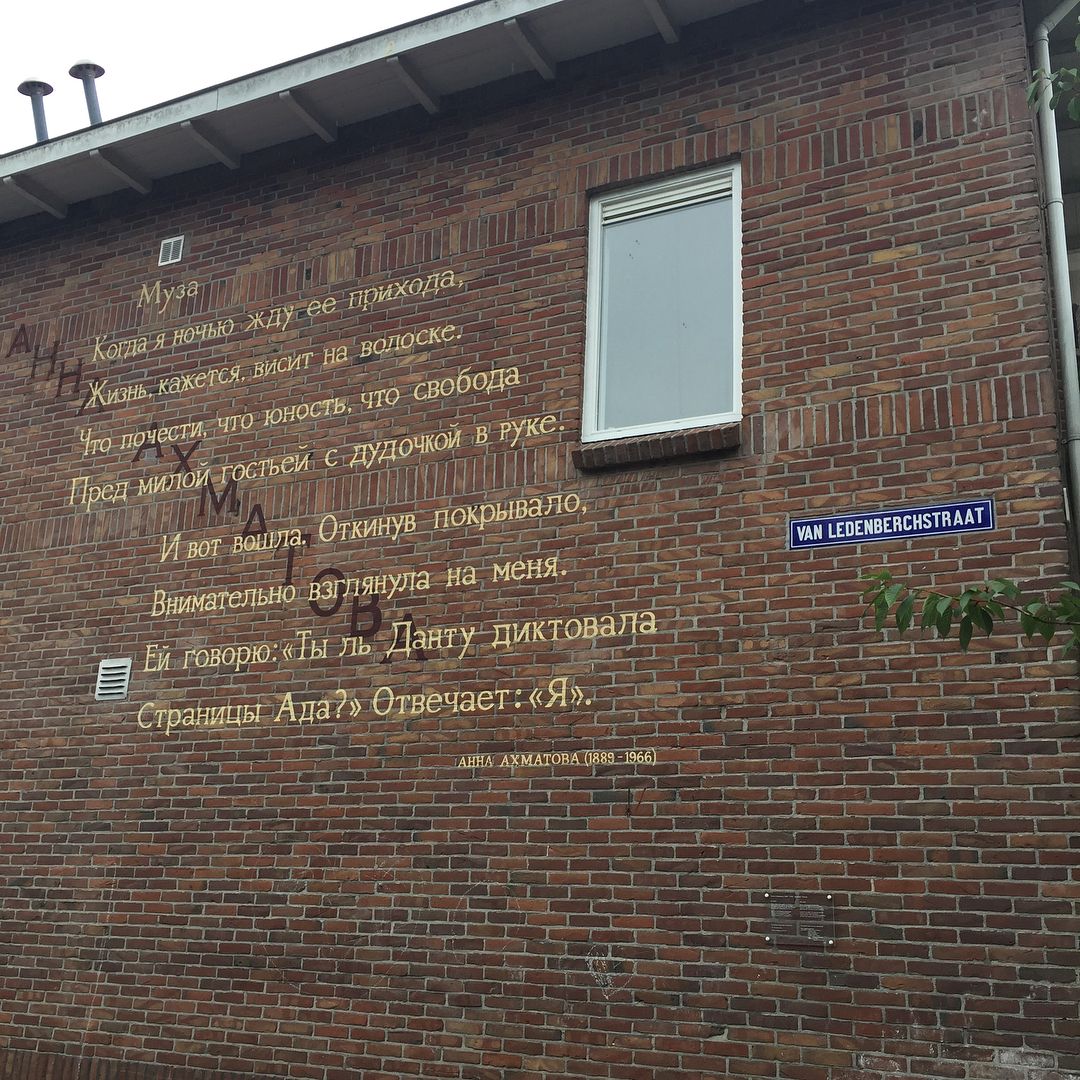 Муза
Когда я ночью жду ее прихода,
Жизнь, кажется, висит на волоске.
Что почести, что юность, что свобода
Пред милой гостьей с дудочкой в руке.
И вот вошла. Откинув покрывало,
Внимательно взглянула на меня.
Ей говорю: «Ты ль Данту диктовала
Страницы Ада?» Отвечает: «Я».
АННА АХМАТОВА (1889-1966)
АННА
АХМАТОВА
VAN LEDENBERCHSTRAAT